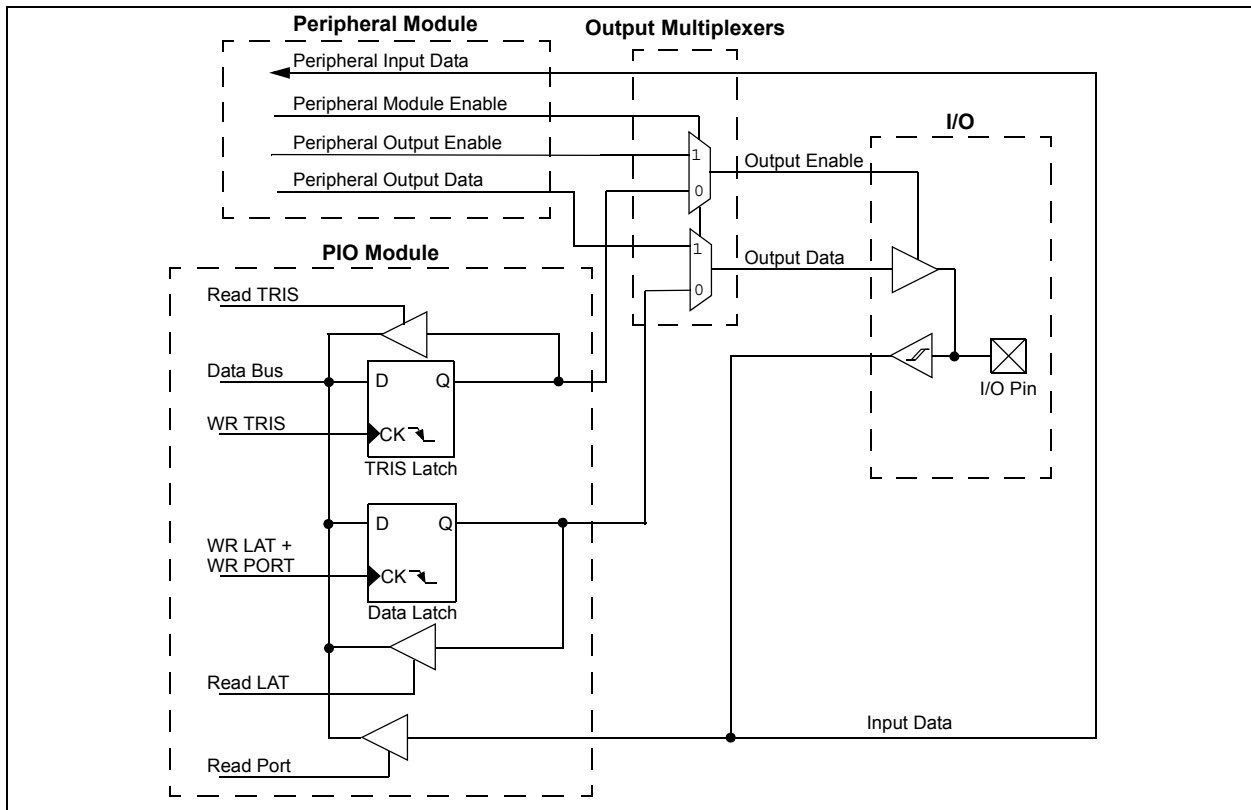 Peripheral Module
Output Multiplexers
Peripheral Input Data
Peripheral Module Enable
Peripheral Output Enable
Peripheral Output Data
1
0
Output Enable
I/O
1
0
Output Data
PIO Module
Read TRIS
Data Bus
D
Q
WR TRIS
CK
TRIS Latch
I/O Pin
D
Q
WR LAT +
WR PORT
CK
Data Latch
Read LAT
Input Data
Read Port